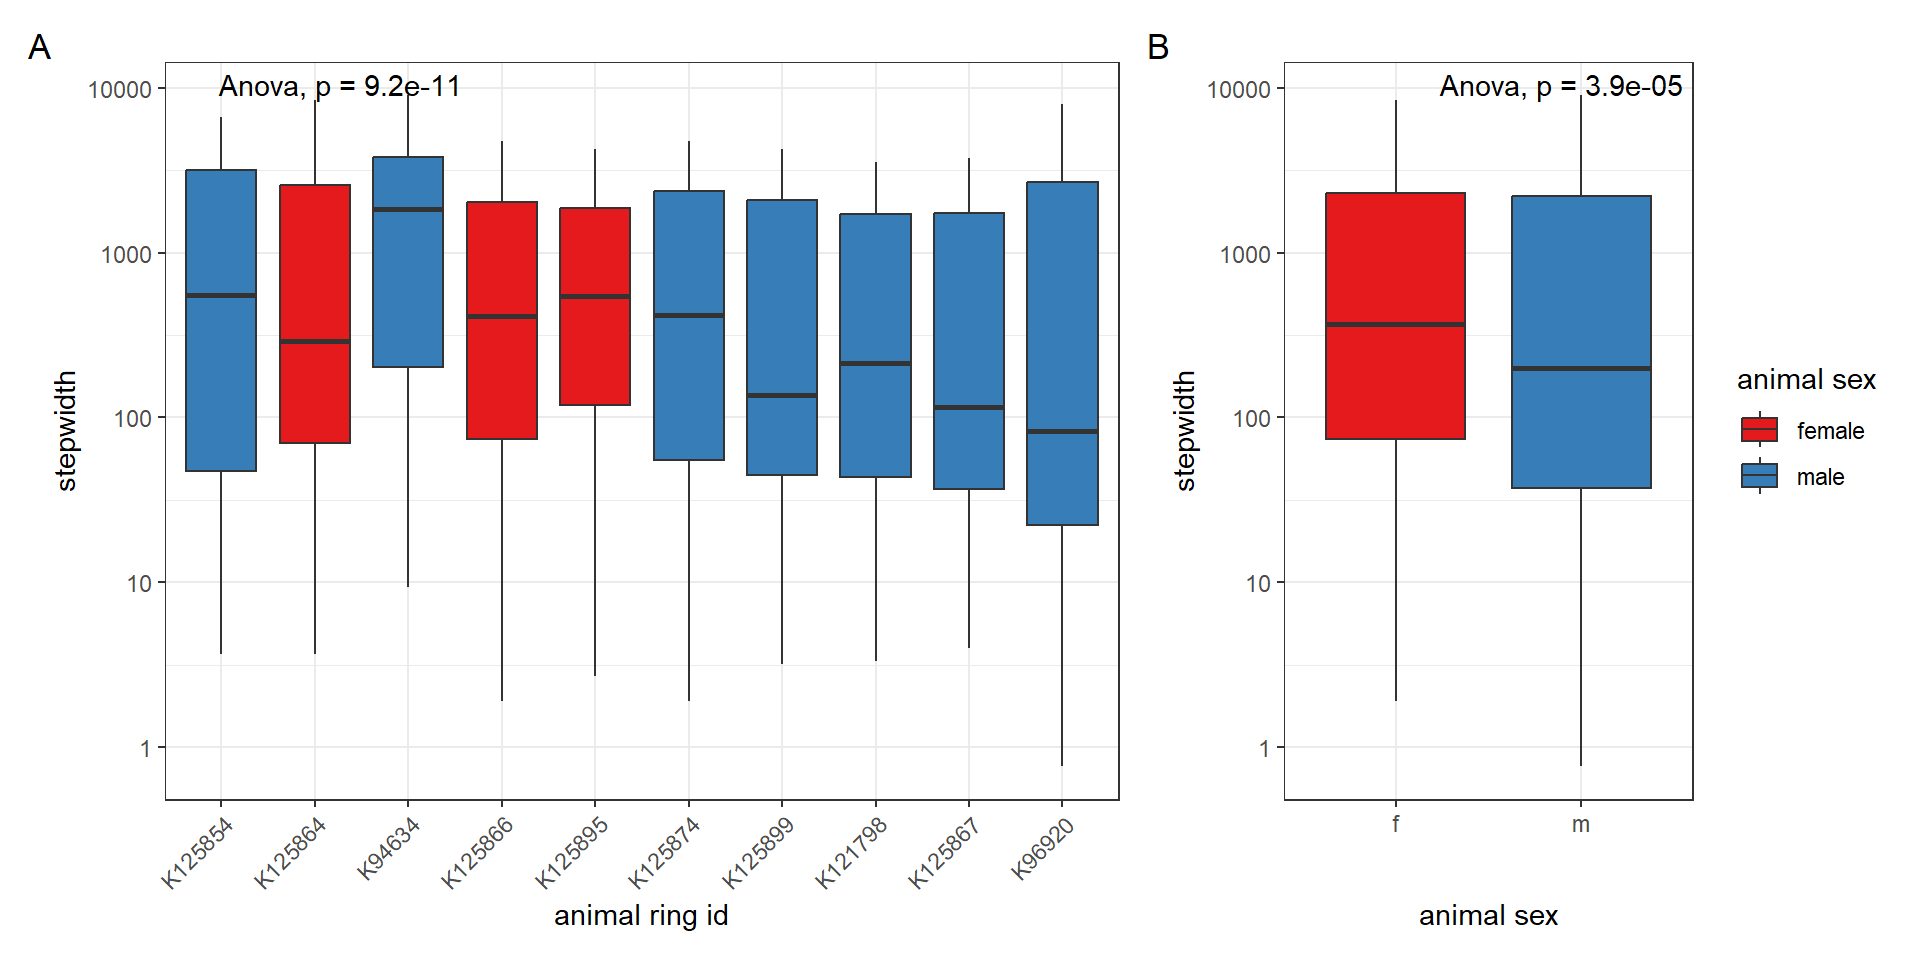 A
Anova, p = 9.2e-11
10000
1000
100
10
1
stepwidth
K125854
K125864
K94634
K125866
K125895
K125874
K125899
K121798
K125867
K96920
animal ring id
B
Anova, p = 3.9e-05
10000
1000
100
10
1
stepwidth
f
m
animal sex
animal sex
female
male